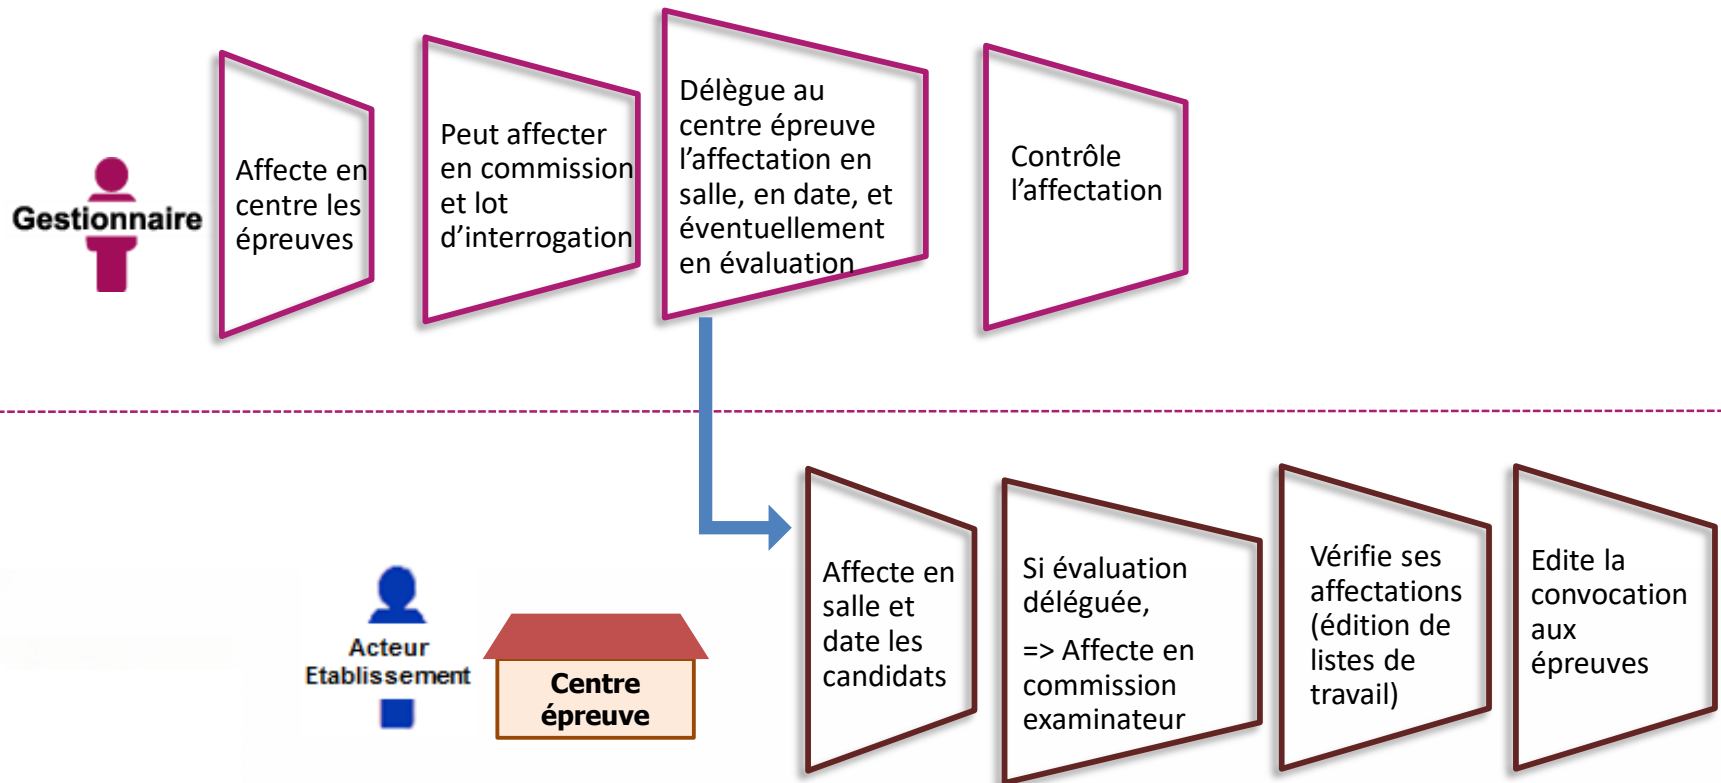 Gestionnaire
Affecte en
centre les
épreuves
Peut affecter
en commission
et lot
d’interrogation
Délègue au
centre épreuve
l’affectation en
salle, en date, et
éventuellement
en évaluation
Contrôle
l’affectation
Acteur
Etablissement
Centre
épreuve
Affecte en
salle et
date les
candidats
Si évaluation
déléguée,
=> Affecte en
commission
examinateur
Vérifie ses
affectations
(édition de
listes de
travail)
Edite la
convocation
aux
épreuves